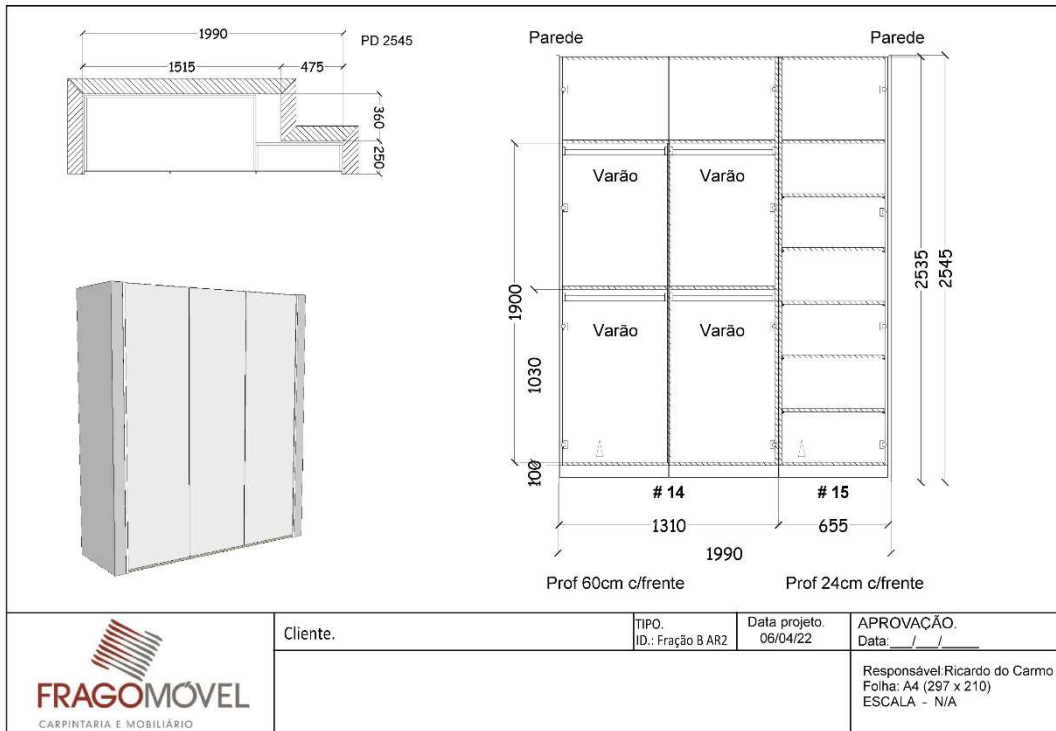 1990
PD 2545
1515
475
360
250
Parede
Parede
Varão
Varão
Varão
Varão
1900
1030
100
2535
2545
# 14
# 15
1310
655
1990
Prof 60cm c/frente
Prof 24cm c/frente
FRAGOMÓVEL
CARPINTARIA E MOBILIÁRIO
Cliente.
TIPO.
ID.: Fração B AR2
Data projeto.
06/04/22
APROVAÇÃO.
Data:___/___/_____
Responsável:Ricardo do Carmo
Folha: A4 (297 x 210)
ESCALA - N/A